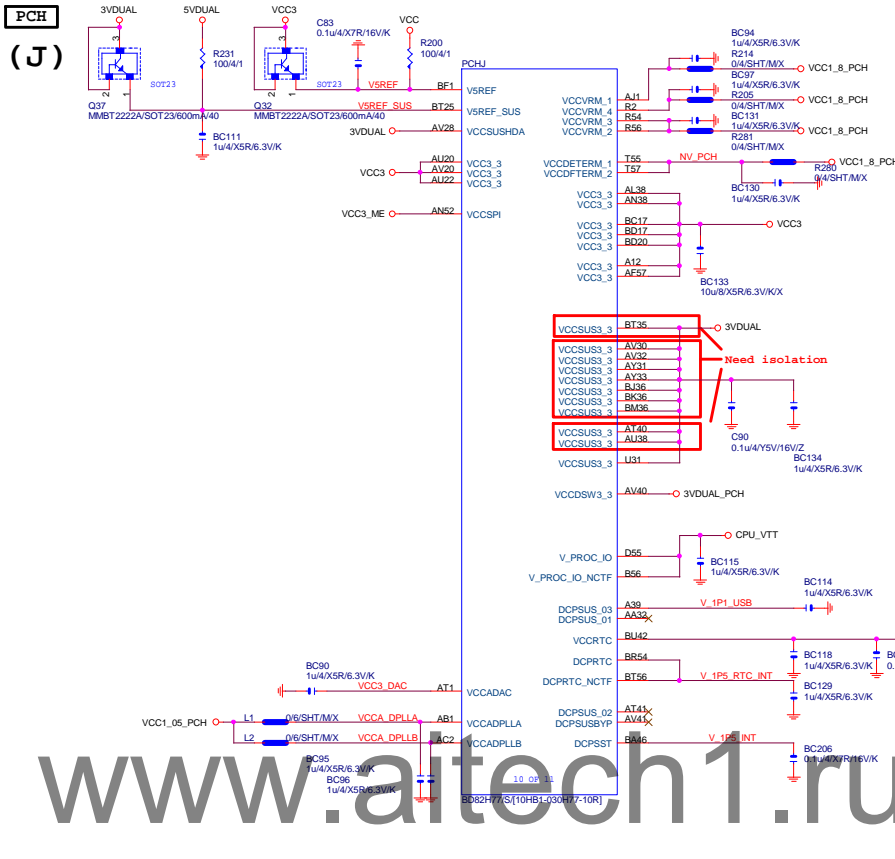 PCH
(J)
3VDUAL
5VDUAL
VCC3
C83
0.1u/4/X7R/16V/K
VCC
R231
100/4/1
R200
100/4/1
3
2
1
SOT23
3
2
1
SOT23
Q37
MMBT2222A/SOT23/600mA/40
Q32
MMBT2222A/SOT23/600mA/40
BC111
1u/4/X5R/6.3V/K
V5REF
V5REF_SUS
3VDUAL
VCC3
VCC3_ME
BF1
BT25
AV28
AU20
AV20
AU22
AN52
PCHJ
V5REF
V5REF_SUS
VCCSUSHDA
VCC3_3
VCC3_3
VCC3_3
VCCSPI
VCCVRM_1
VCCVRM_4
VCCVRM_3
VCCVRM_2
AJ1
R2
R54
R56
BC94
1u/4/X5R/6.3V/K
R214
0/4/SHT/M/X
VCC1_8_PCH
BC97
1u/4/X5R/6.3V/K
R205
0/4/SHT/M/X
VCC1_8_PCH
BC131
1u/4/X5R/6.3V/K
R281
0/4/SHT/M/X
VCC1_8_PCH
VCCDFTERM_1
VCCDFTERM_2
T55
T57
NV_PCH
VCC1_8_PCH
R280
0/4/SHT/M/X
BC130
1u/4/X5R/6.3V/K
VCC3_3 AL38
VCC3_3 AN38
VCC3_3 BC17
VCC3_3 BD17
VCC3_3 BD20
VCC3_3 A12
VCC3_3 AF57
VCC3
BC133
10u/8/X5R/6.3V/K/X
VCCSUS3_3 BT35
3VDUAL
VCCSUS3_3 AV30
VCCSUS3_3 AV32
VCCSUS3_3 AY31
VCCSUS3_3 AY33
VCCSUS3_3 BJ36
VCCSUS3_3 BK36
VCCSUS3_3 BM36
Need isolation
VCCSUS3_3 AT40
VCCSUS3_3 AU38
VCCSUS3_3 U31
C90
0.1u/4/Y5V/16V/Z
BC134
1u/4/X5R/6.3V/K
VCCDSW3_3 AV40
3VDUAL_PCH
CPU_VTT
V_PROC_IO D55
V_PROC_IO_NCTF B56
BC115
1u/4/X5R/6.3V/K
BC114
1u/4/X5R/6.3V/K
DCPSUS_03 A39 V_1P1_USB
DCPSUS_01 AA32
VCCRTC BU42
DCPRTC BR54
DCPRTC_NCTF BT56 V_1P5_RTC_INT
BC118
1u/4/X5R/6.3V/K
BC129
1u/4/X5R/6.3V/K
DCPSUS_02 AT41
DCPSUSBYP AV41
DCPSST BA46 V_1P5_INT
BC206
0.1u/4/X7R/16V/K
BC90
1u/4/X5R/6.3V/K
VCC3_DAC AT1 VCCADAC
VCC1_05_PCH
L1 0/6/SHT/M/X VCCA_DPLLA AB1 VCCADPLLA
L2 0/6/SHT/M/X VCCA_DPLLB AC2 VCCADPLLB
BC95
1u/4/X5R/6.3V/K
BC96
1u/4/X5R/6.3V/K
10 OF 11
BD82H77/S/[10HB1-030H77-10R]
www.aitech1.ru